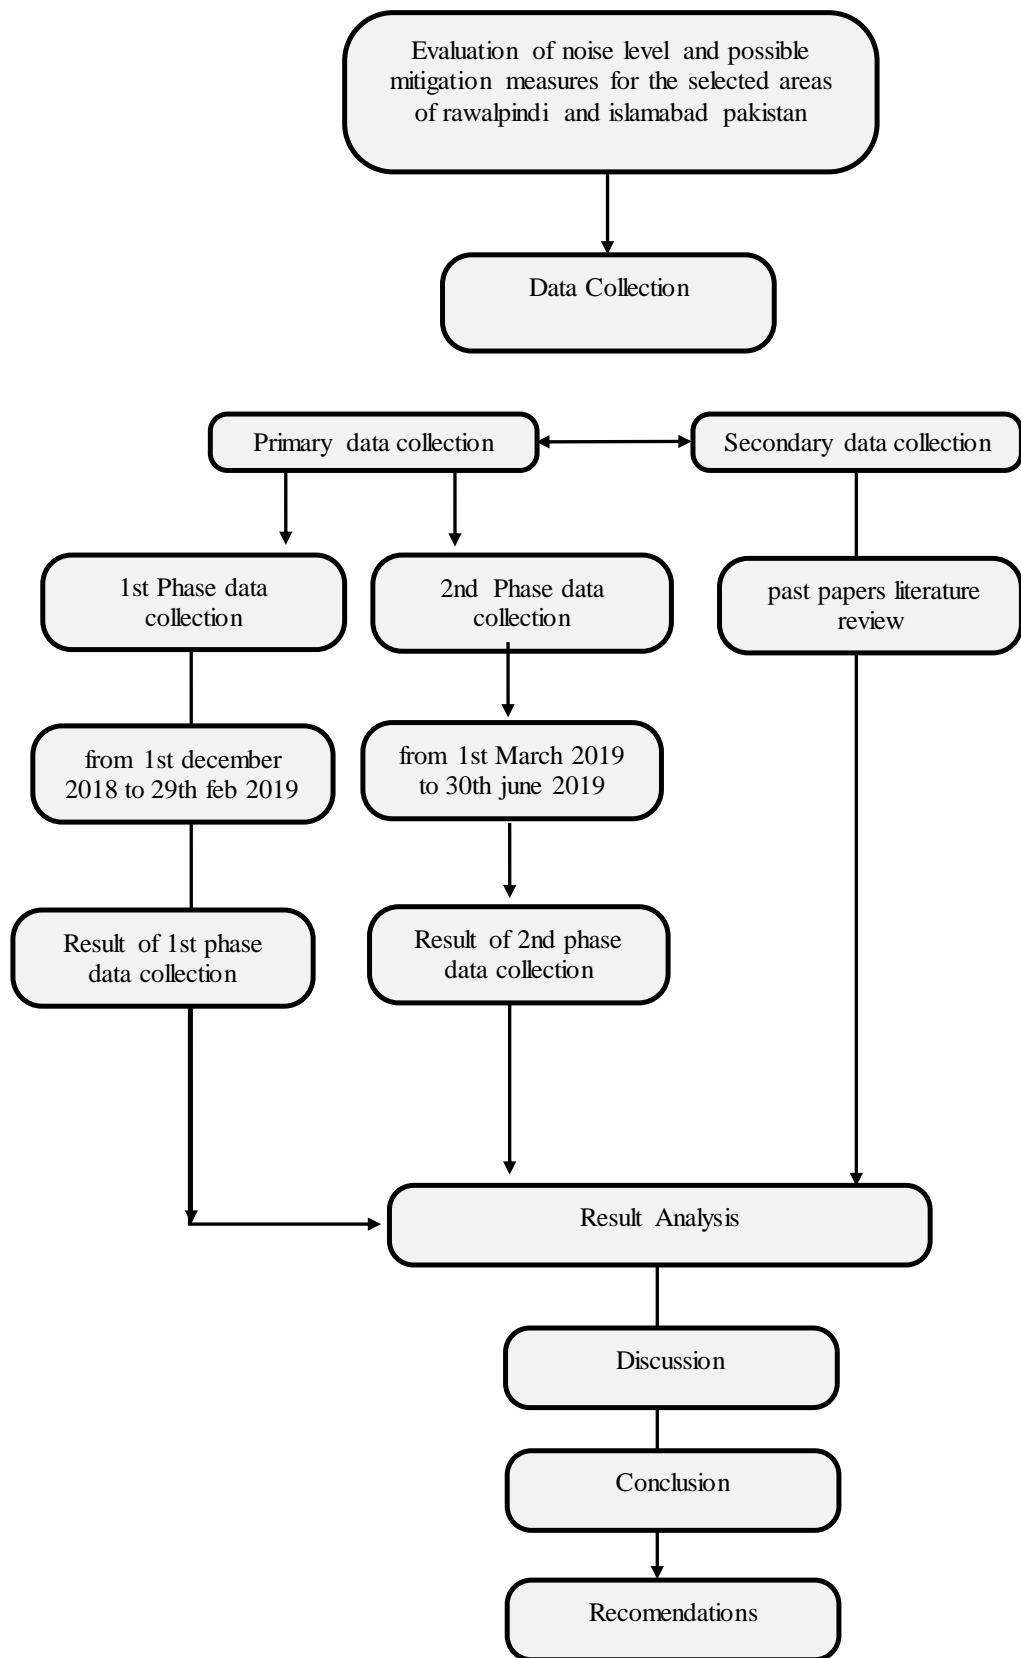 Evaluation of noise level and possible
mitigation measures for the selected areas
of rawalpindi and islamabad pakistan
Data Collection
Primary data collection
Secondary data collection
1st Phase data
collection
2nd Phase data
collection
past papers literature
review
from 1st december
2018 to 29th feb 2019
from 1st March 2019
to 30th june 2019
Result of 1st phase
data collection
Result of 2nd phase
data collection
Result Analysis
Discussion
Conclusion
Recomendations